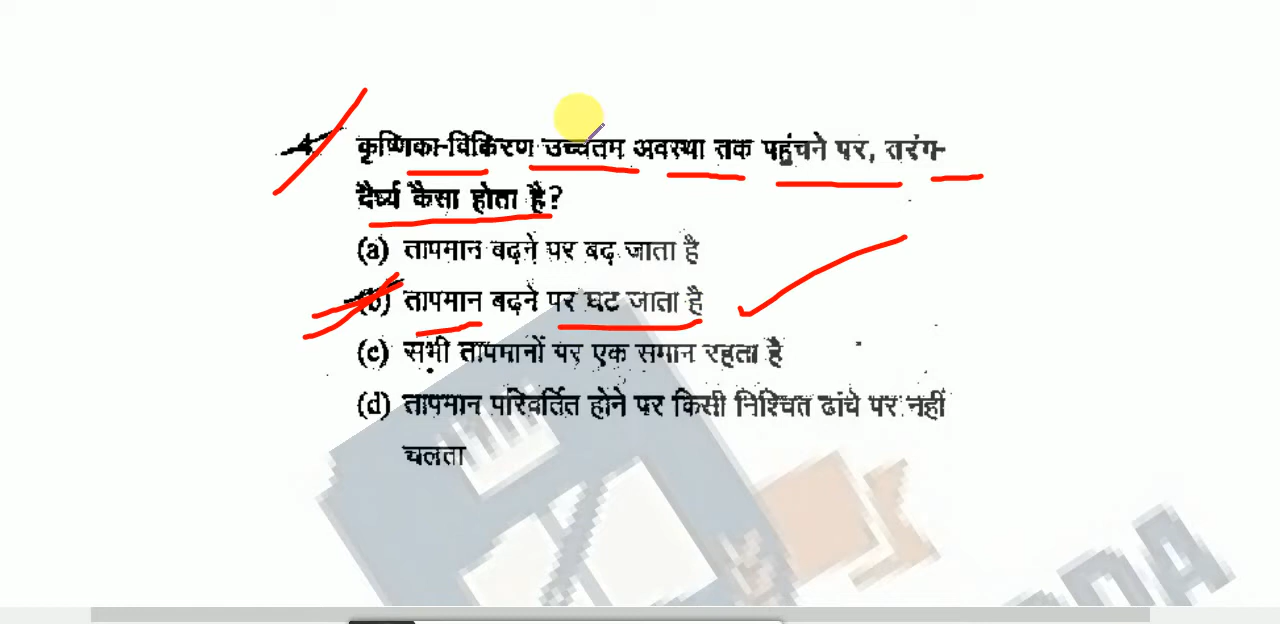 4. कृष्णिका-विकिरण उच्चतम अवस्था तक पहुंचने पर, तरंग-
दैर्ध्य कैसा होता है?
(a) तापमान बढ़ने पर बढ़ जाता है
(b) तापमान बढ़ने पर घट जाता है
(c) सभी तापमानों पर एक समान रहता है
(d) तापमान परिवर्तित होने पर किसी निश्चित ढांचे पर नहीं
चलता